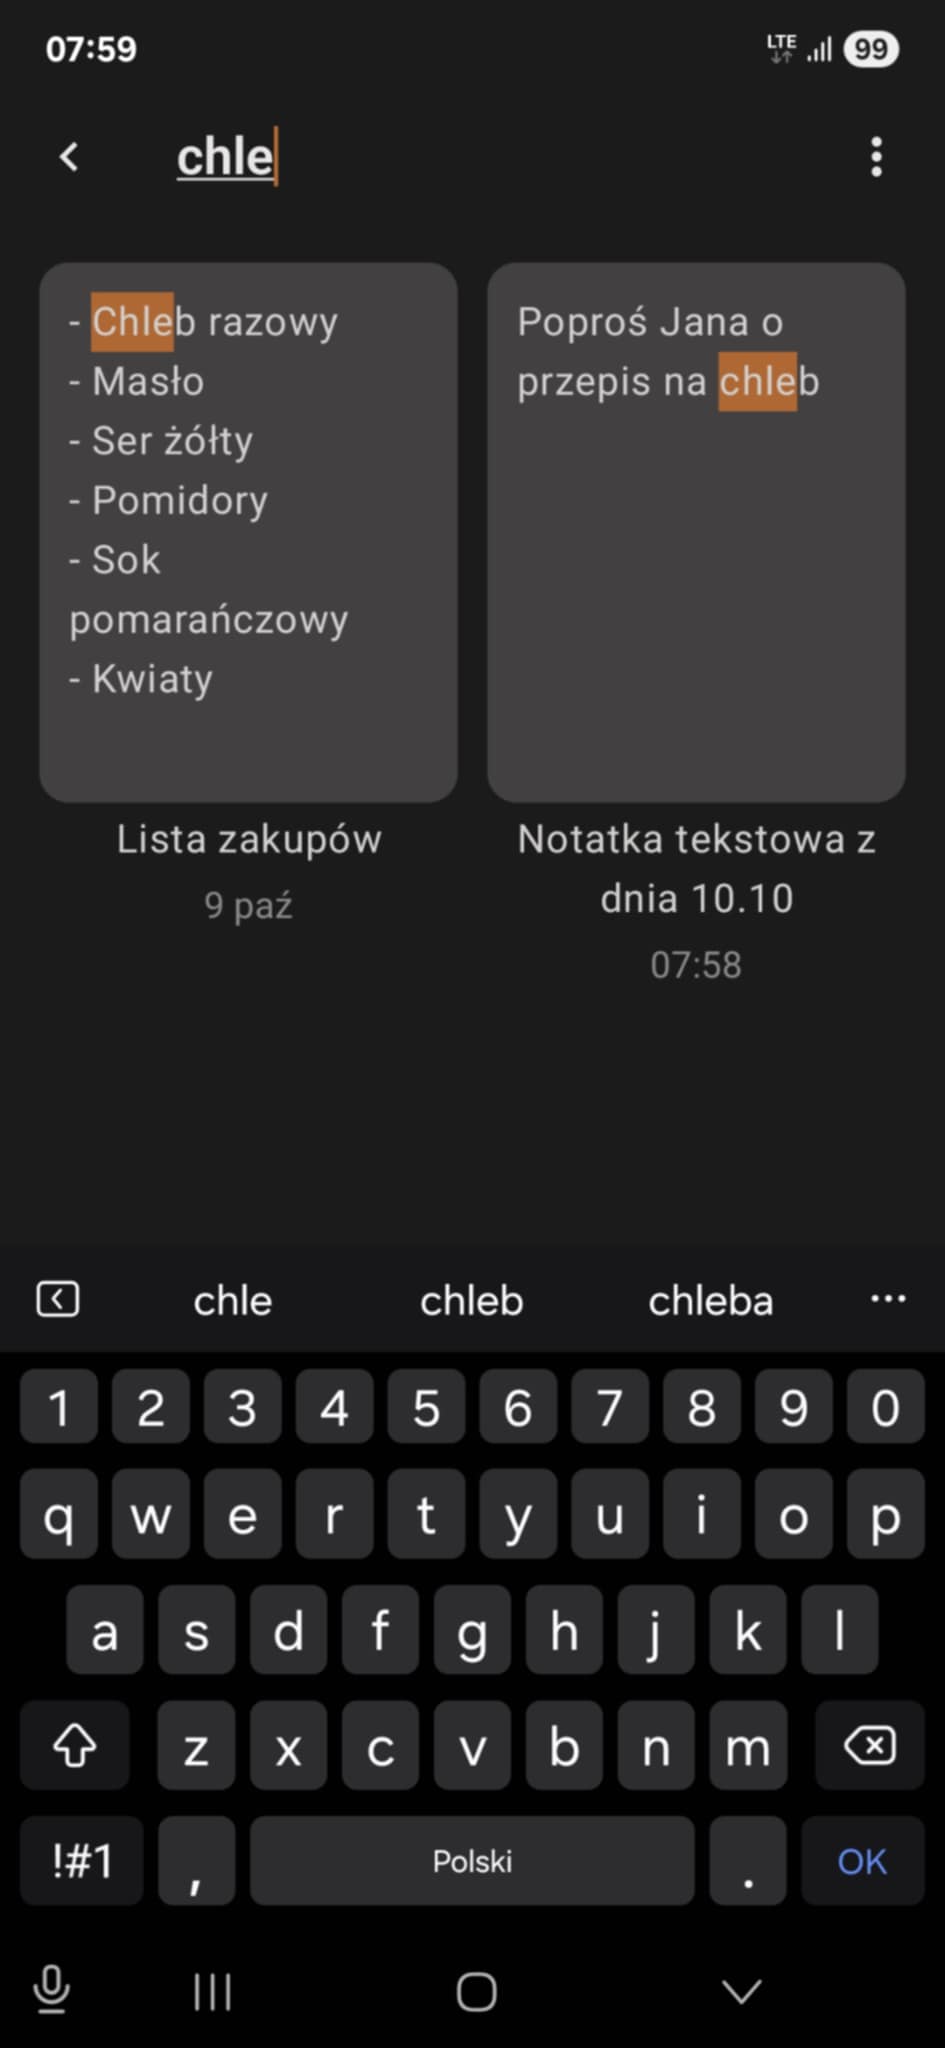 07:59
LTE
99
chle
- Chleb razowy
- Masło
- Ser żółty
- Pomidory
- Sok
pomarańczowy
- Kwiaty
Poproś Jana o
przepis na chleb
Lista zakupów
9 paź
Notatka tekstowa z
dnia 10.10
07:58
chle chleb chleba
1 2 3 4 5 6 7 8 9 0
q w e r t y u i o p
a s d f g h j k l
z x c v b n m
!#1 , Polski . OK